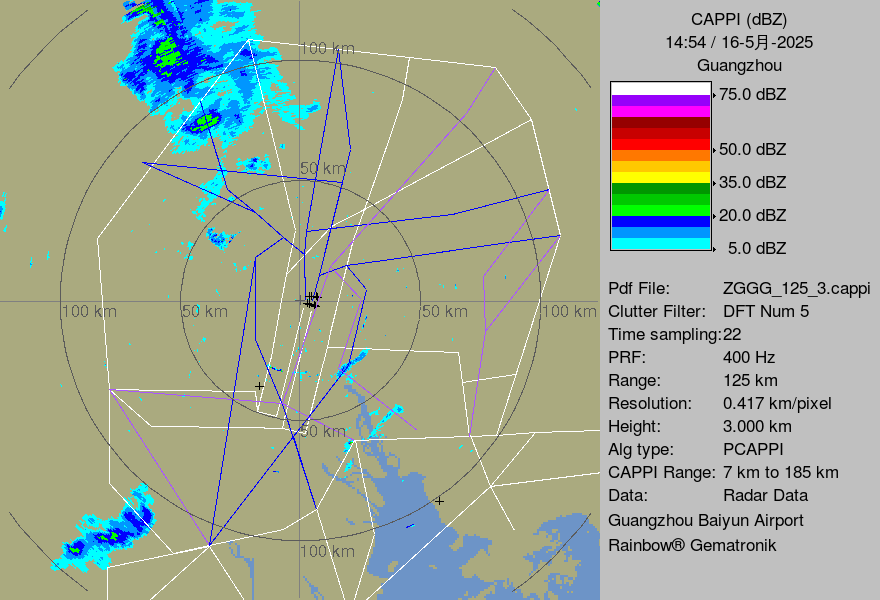 CAPPI (dBZ)
14:54 / 16-5月-2025
Guangzhou
75.0 dBZ
50.0 dBZ
35.0 dBZ
20.0 dBZ
5.0 dBZ
Pdf File: ZGGG_125_3.cappi
Clutter Filter: DFT Num 5
Time sampling:22
PRF: 400 Hz
Range: 125 km
Resolution: 0.417 km/pixel
Height: 3.000 km
Alg type: PCAPPI
CAPPI Range: 7 km to 185 km
Data: Radar Data
Guangzhou Baiyun Airport
Rainbow® Gematronik
100 km
50 km
100 km
50 km
50 km
100 km
50 km
100 km